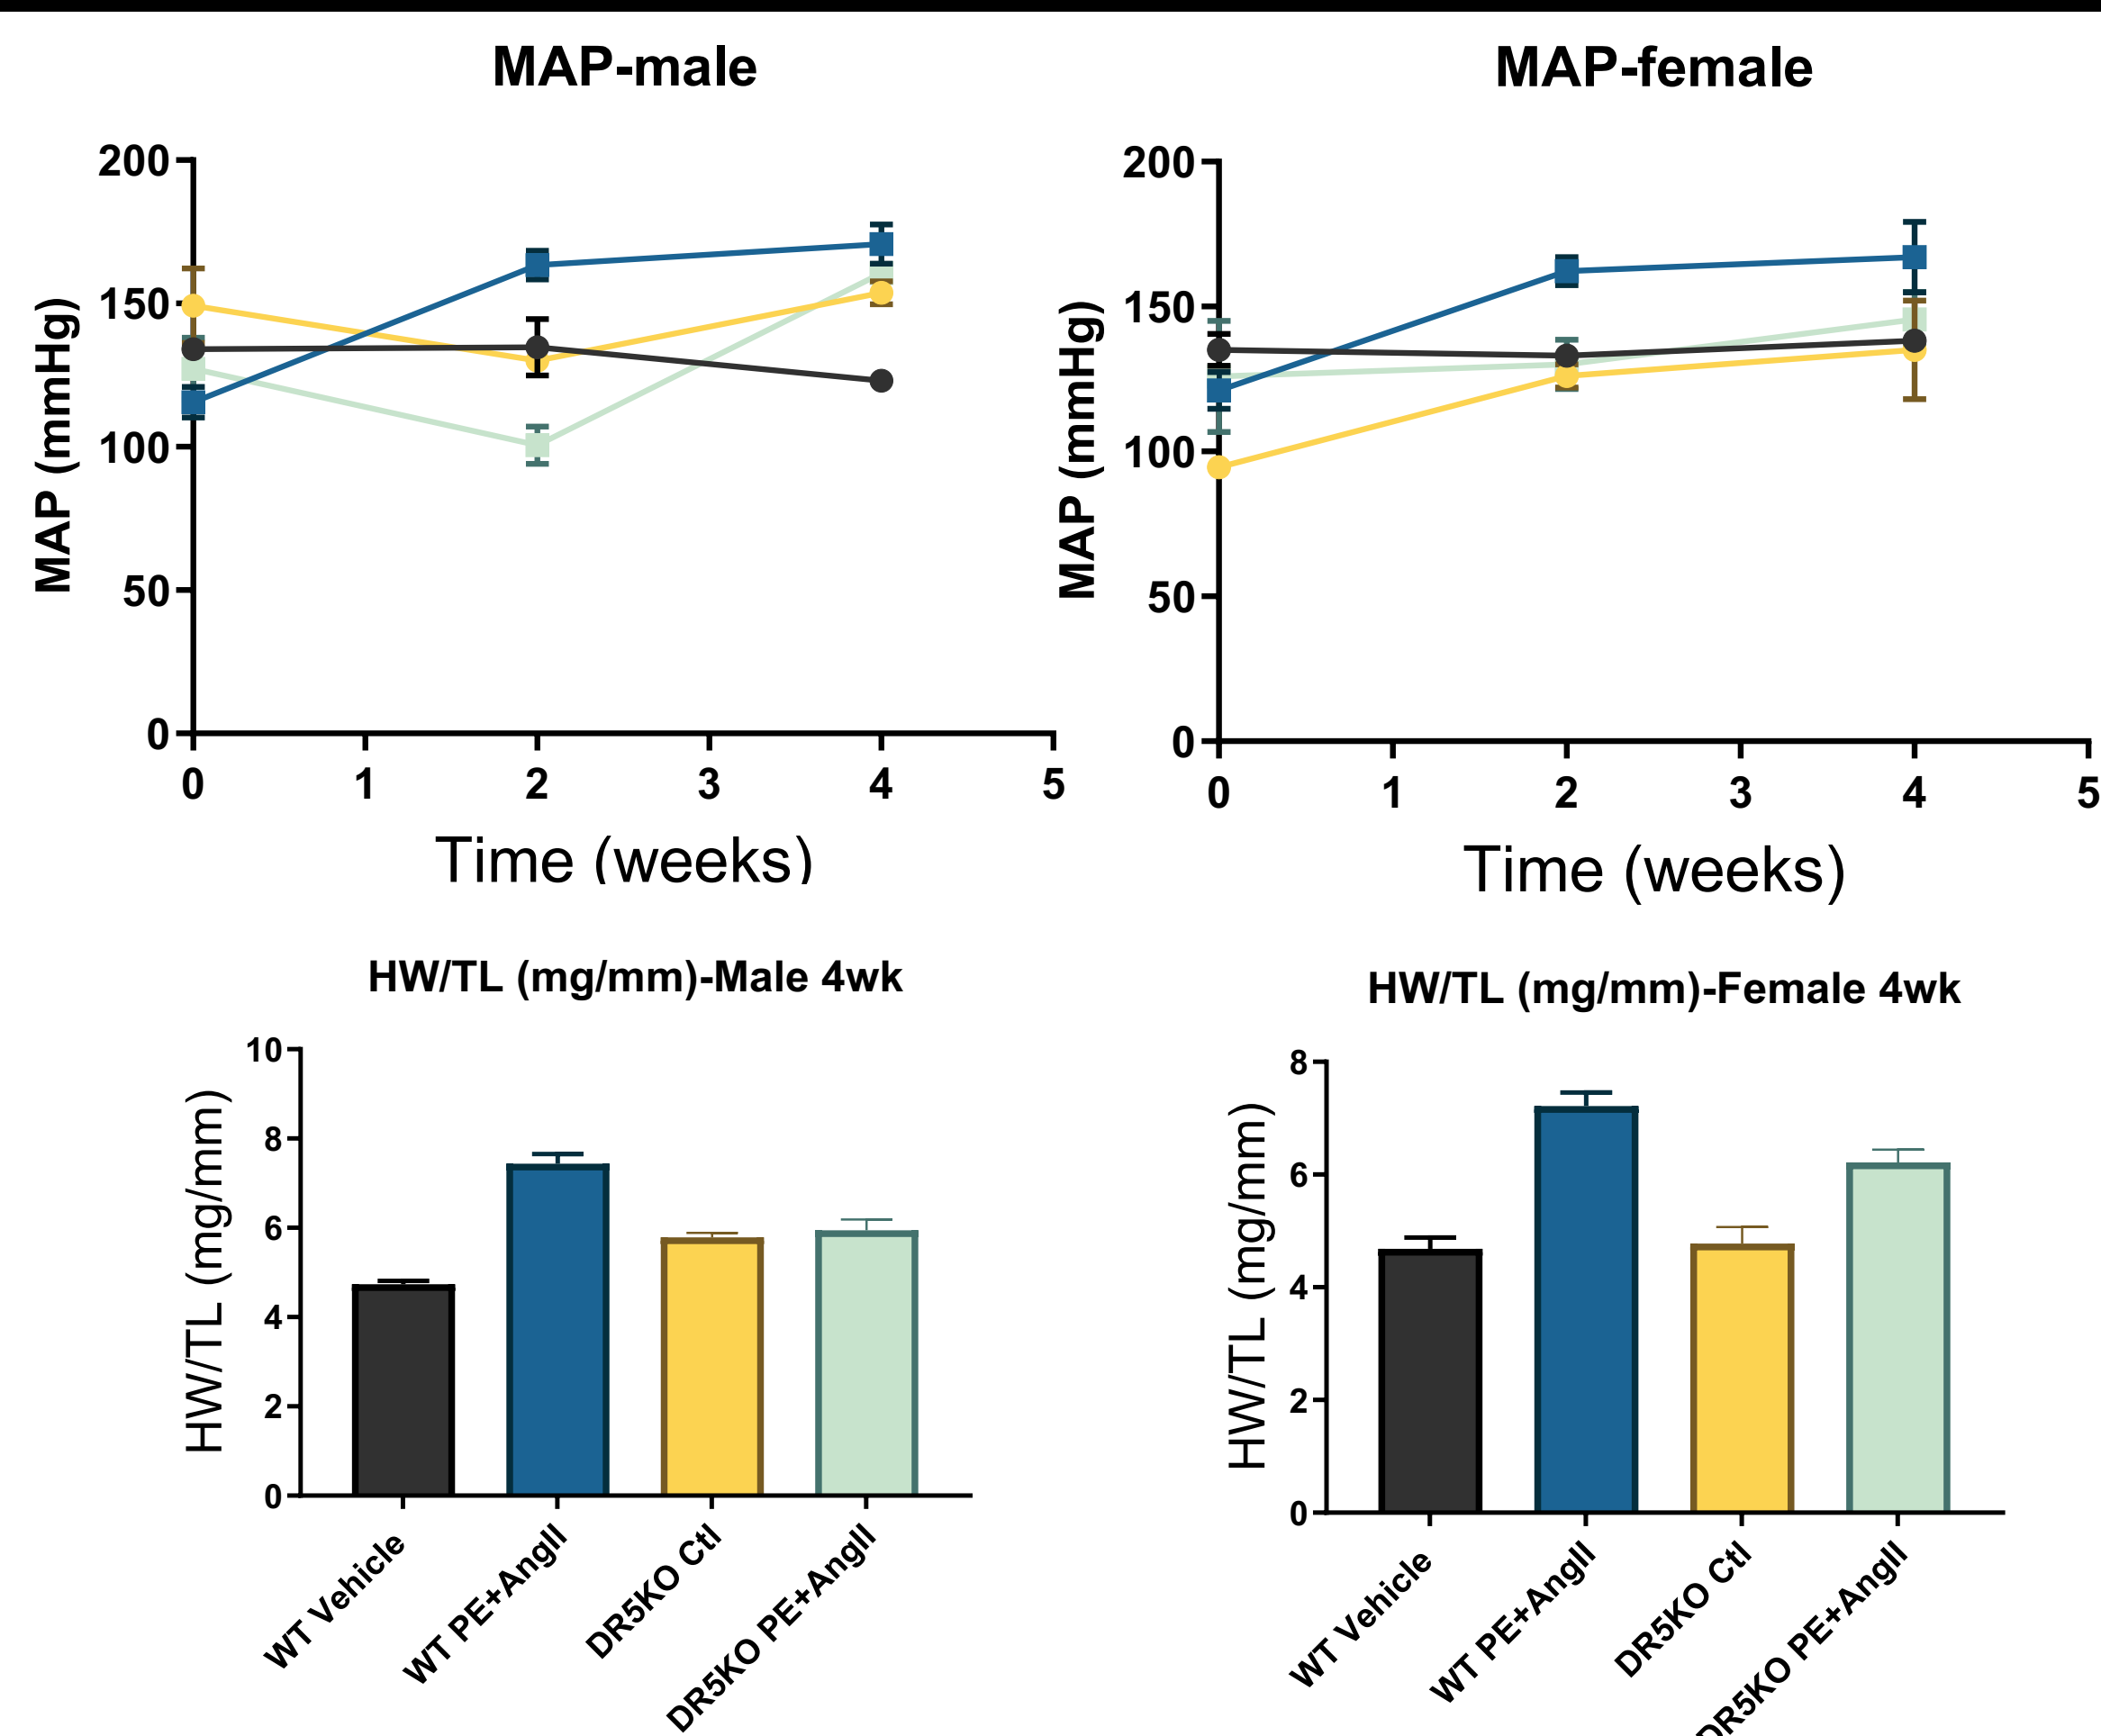 MAP-male
MAP (mmHg)
200
150
100
50
0
0 1 2 3 4 5
Time (weeks)
MAP-female
MAP (mmHg)
200
150
100
50
0
0 1 2 3 4 5
Time (weeks)
HW/TL (mg/mm)-Male 4wk
HW/TL (mg/mm)
10
8
6
4
2
0
WT Vehicle
WT PE+AngII
DR5KO Ctl
DR5KO PE+AngII
HW/TL (mg/mm)-Female 4wk
HW/TL (mg/mm)
8
6
4
2
0
WT Vehicle
WT PE+AngII
DR5KO Ctl
DR5KO PE+AngII